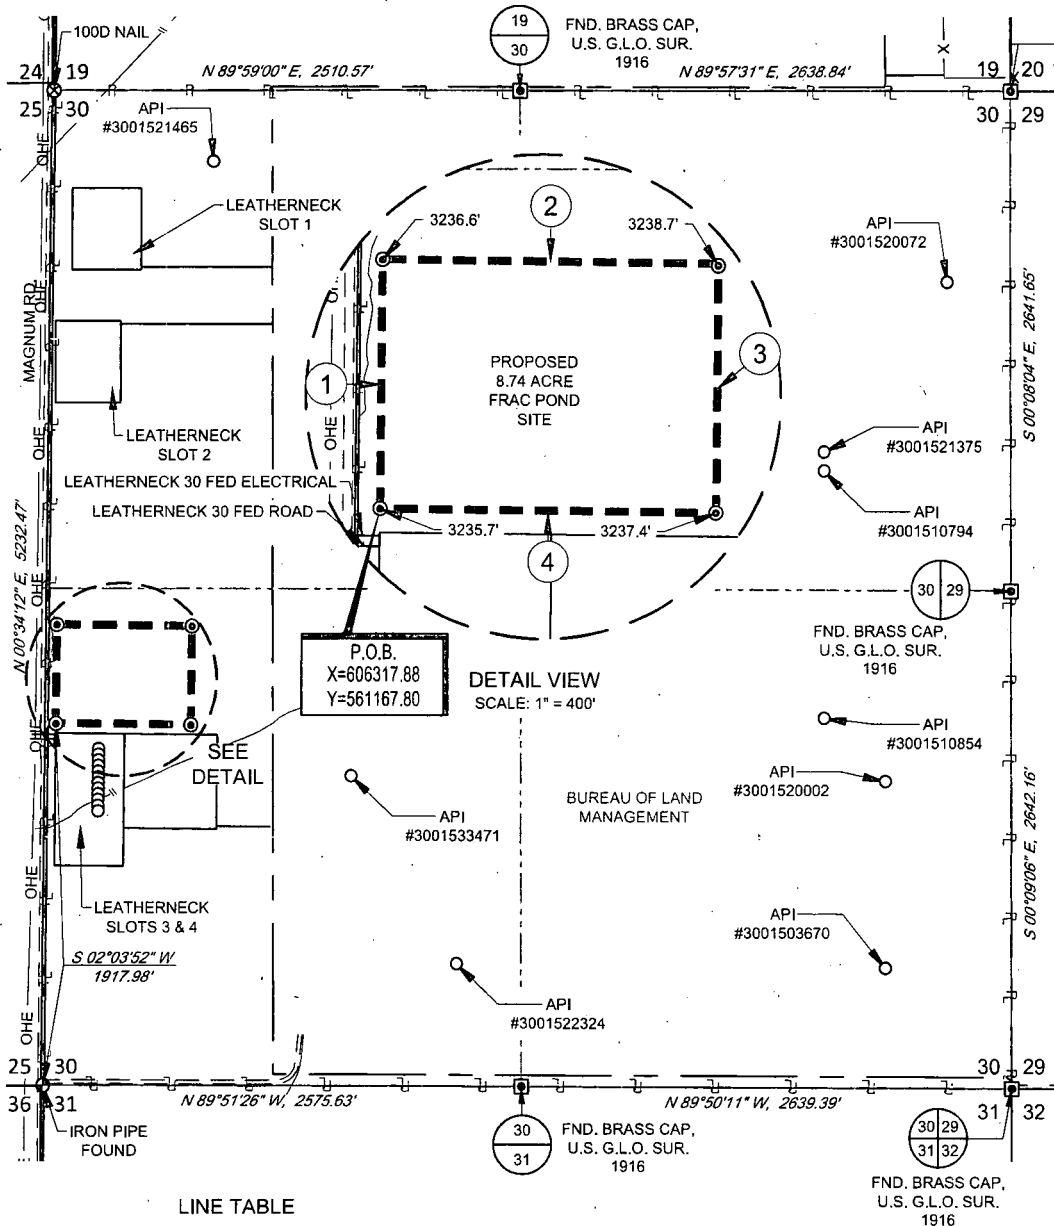 19
30
FND. BRASS CAP,
U.S. G.L.O. SUR.
1916
100D NAIL
24 19
25 30
N 89°59'00" E, 2510.57'
N 89°57'31" E, 2638.84'
X
19 20
30 29
API
#3001521465
OHE
LEATHERNECK
SLOT 1
3236.6'
2
3238.7'
API
#3001520072
MAGNUM RD.
OHE
OHE
1
PROPOSED
8.74 ACRE
FRAC POND
SITE
3
S 00°08'04" E, 2641.65'
OHE
LEATHERNECK
SLOT 2
OHE
API
#3001521375
LEATHERNECK 30 FED ELECTRICAL
LEATHERNECK 30 FED ROAD
3235.7'
3237.4'
4
API
#3001510794
N 00°34'12" E, 5232.47'
OHE
30 29
FND. BRASS CAP,
U.S. G.L.O. SUR.
1916
P.O.B.
X=606317.88
Y=561167.80
DETAIL VIEW
SCALE: 1" = 400'
OHE
SEE
DETAIL
API
#3001510854
API
#3001520002
BUREAU OF LAND
MANAGEMENT
API
#3001533471
S 00°09'06" E, 2642.16'
OHE
LEATHERNECK
SLOTS 3 & 4
API
#3001503670
S 02°03'52" W
1917.98'
API
#3001522324
OHE
25 30
36 31
N 89°51'26" W, 2575.63'
N 89°50'11" W, 2639.39'
30 29
31 32
IRON PIPE
FOUND
30
31
FND. BRASS CAP,
U.S. G.L.O. SUR.
1916
30 29
31 32
FND. BRASS CAP,
U.S. G.L.O. SUR.
1916
LINE TABLE